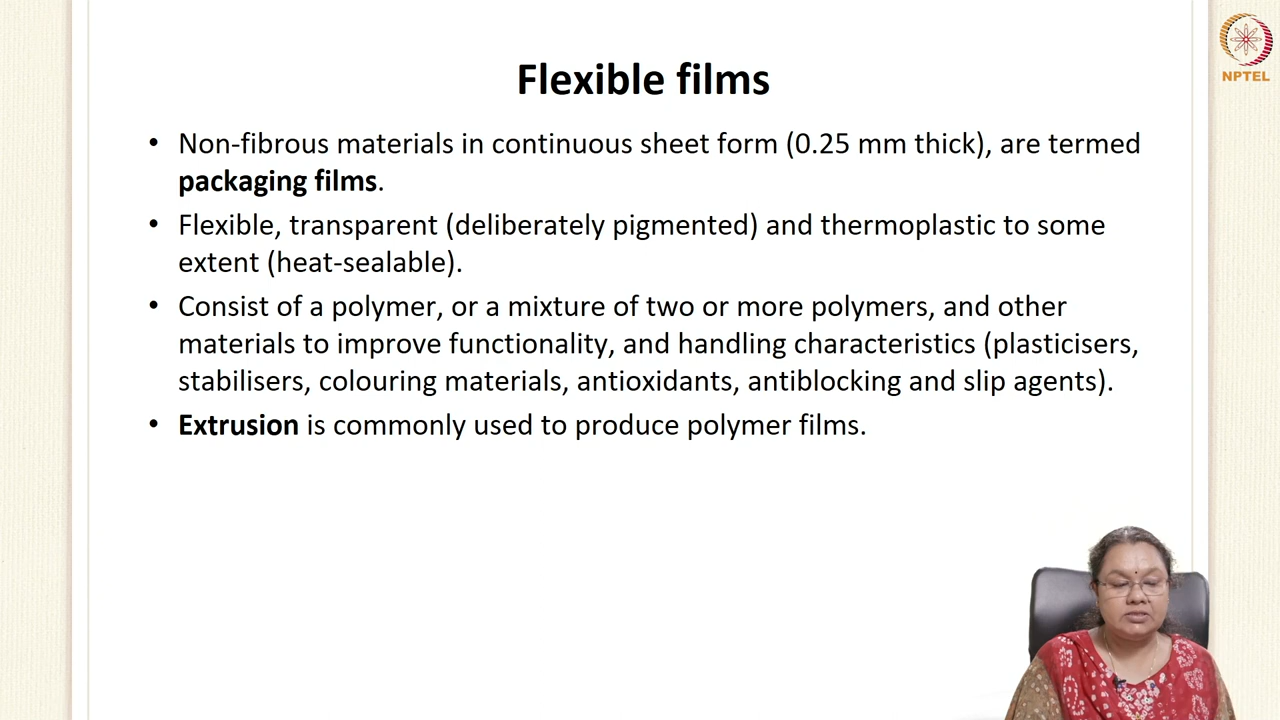 Flexible films
NPTEL
• Non-fibrous materials in continuous sheet form (0.25 mm thick), are termed
packaging films.
• Flexible, transparent (deliberately pigmented) and thermoplastic to some
extent (heat-sealable).
• Consist of a polymer, or a mixture of two or more polymers, and other
materials to improve functionality, and handling characteristics (plasticisers,
stabilisers, colouring materials, antioxidants, antiblocking and slip agents).
• Extrusion is commonly used to produce polymer films.